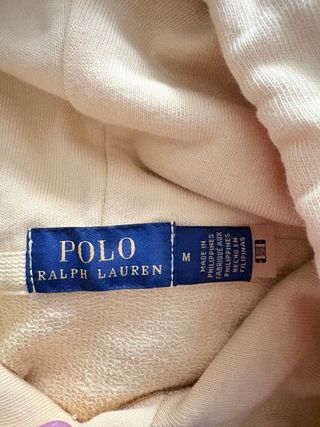 POLO
RALPH LAUREN
M
MADE IN
PHILIPPINES
FABRIQUÉ AUX
PHILIPPINES
HECHO EN
FILIPINAS